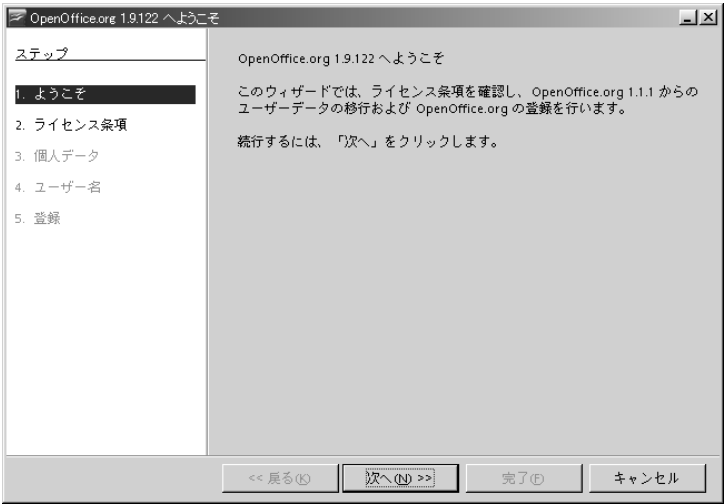 OpenOffice.org 1.9.122 へようこそ
ステップ
1. ようこそ
2. ライセンス条項
3. 個人データ
4. ユーザー名
5. 登録
OpenOffice.org 1.9.122 へようこそ
このウィザードでは、ライセンス条項を確認し、OpenOffice.org 1.1.1 からの
ユーザーデータの移行および OpenOffice.org の登録を行います。
続行するには、「次へ」をクリックします。
<< 戻る(K)
次へ(N) >>
完了(F)
キャンセル